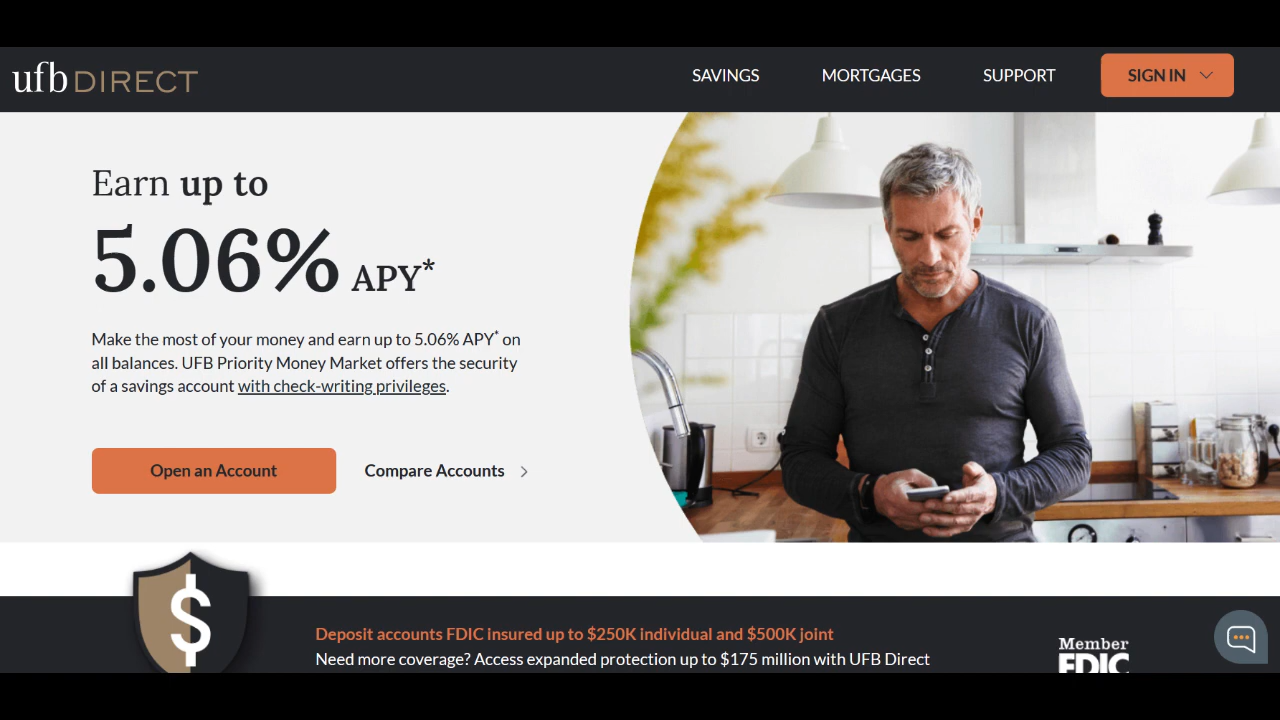 ufb DIRECT
SAVINGS
MORTGAGES
SUPPORT
SIGN IN
Earn up to
5.06% APY*
Make the most of your money and earn up to 5.06% APY* on
all balances. UFB Priority Money Market offers the security
of a savings account with check-writing privileges.
Open an Account
Compare Accounts
$
Deposit accounts FDIC insured up to $250K individual and $500K joint
Need more coverage? Access expanded protection up to $175 million with UFB Direct
Member
FDIC